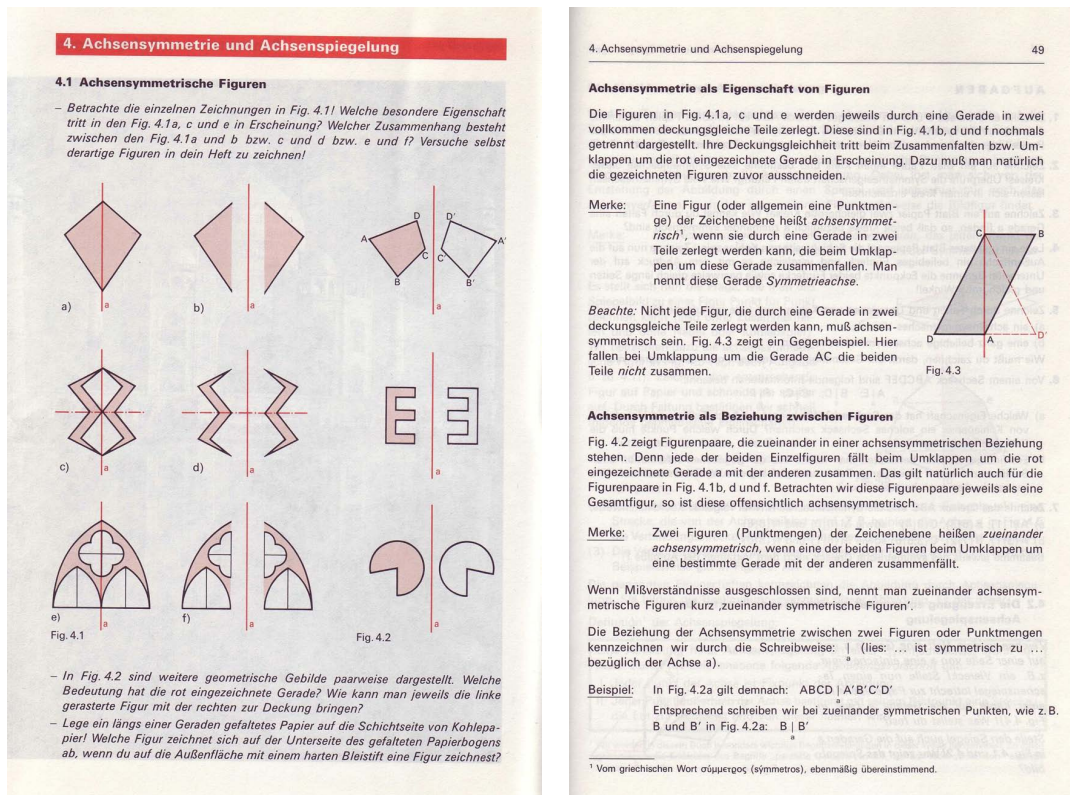 4. Achsensymmetrie und Achsenspiegelung
4.1 Achsensymmetrische Figuren
– Betrachte die einzelnen Zeichnungen in Fig. 4.1! Welche besondere Eigenschaft
tritt in den Fig. 4.1a, c und e in Erscheinung? Welcher Zusammenhang besteht
zwischen den Fig. 4.1a und b bzw. c und d bzw. e und f? Versuche selbst
derartige Figuren in dein Heft zu zeichnen!
D D'
A A'
C C'
B B'
a) a b) a a
c) a d) a a
e) a f) a a
Fig. 4.1 Fig. 4.2
– In Fig. 4.2 sind weitere geometrische Gebilde paarweise dargestellt. Welche
Bedeutung hat die rot eingezeichnete Gerade? Wie kann man jeweils die linke
gerasterte Figur mit der rechten zur Deckung bringen?
– Lege ein längs einer Geraden gefaltetes Papier auf die Schichtseite von Kohlepa-
pier! Welche Figur zeichnet sich auf der Unterseite des gefalteten Papierbogens
ab, wenn du auf die Außenfläche mit einem harten Bleistift eine Figur zeichnest?
4. Achsensymmetrie und Achsenspiegelung 49
Achsensymmetrie als Eigenschaft von Figuren
Die Figuren in Fig. 4.1a, c und e werden jeweils durch eine Gerade in zwei
vollkommen deckungsgleiche Teile zerlegt. Diese sind in Fig. 4.1b, d und f nochmals
getrennt dargestellt. Ihre Deckungsgleichheit tritt beim Zusammenfalten bzw. Um-
klappen um die rot eingezeichnete Gerade in Erscheinung. Dazu muß man natürlich
die gezeichneten Figuren zuvor ausschneiden.
Merke: Eine Figur (oder allgemein eine Punktmen-
ge) der Zeichenebene heißt achsensymmet-
risch¹, wenn sie durch eine Gerade in zwei
Teile zerlegt werden kann, die beim Umklap-
pen um diese Gerade zusammenfallen. Man
nennt diese Gerade Symmetrieachse.
Beachte: Nicht jede Figur, die durch eine Gerade in zwei
deckungsgleiche Teile zerlegt werden kann, muß achsen-
symmetrisch sein. Fig. 4.3 zeigt ein Gegenbeispiel. Hier
fallen bei Umklappung um die Gerade AC die beiden
Teile nicht zusammen.
C B
D A D'
Fig. 4.3
Achsensymmetrie als Beziehung zwischen Figuren
Fig. 4.2 zeigt Figurenpaare, die zueinander in einer achsensymmetrischen Beziehung
stehen. Denn jede der beiden Einzelfiguren fällt beim Umklappen um die rot
eingezeichnete Gerade a mit der anderen zusammen. Das gilt natürlich auch für die
Figurenpaare in Fig. 4.1b, d und f. Betrachten wir diese Figurenpaare jeweils als eine
Gesamtfigur, so ist diese offensichtlich achsensymmetrisch.
Merke: Zwei Figuren (Punktmengen) der Zeichenebene heißen zueinander
achsensymmetrisch, wenn eine der beiden Figuren beim Umklappen um
eine bestimmte Gerade mit der anderen zusammenfällt.
Wenn Mißverständnisse ausgeschlossen sind, nennt man zueinander achsensym-
metrische Figuren kurz ‚zueinander symmetrische Figuren'.
Die Beziehung der Achsensymmetrie zwischen zwei Figuren oder Punktmengen
kennzeichnen wir durch die Schreibweise: | (lies: ... ist symmetrisch zu ...
a
bezüglich der Achse a).
Beispiel: In Fig. 4.2a gilt demnach: ABCD | A'B'C'D'
a
Entsprechend schreiben wir bei zueinander symmetrischen Punkten, wie z. B.
B und B' in Fig. 4.2a: B | B'
a
¹ Vom griechischen Wort σύμμετρος (sýmmetros), ebenmäßig übereinstimmend.